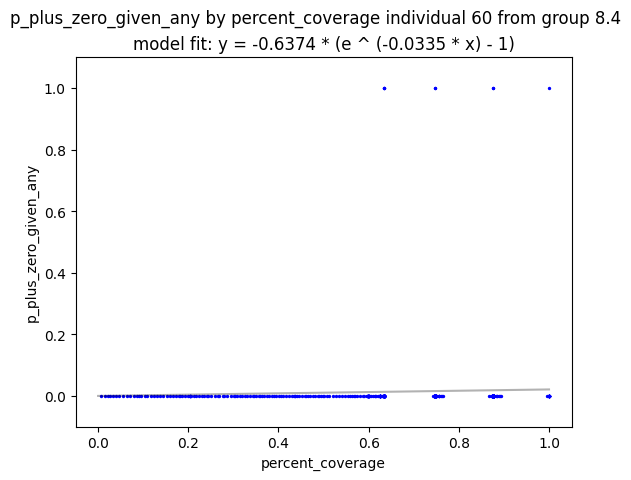 p_plus_zero_given_any by percent_coverage individual 60 from group 8.4
model fit: y = -0.6374 * (e ^ (-0.0335 * x) - 1)
1.0
0.8
0.6
0.4
0.2
0.0
p_plus_zero_given_any
0.0 0.2 0.4 0.6 0.8 1.0
percent_coverage